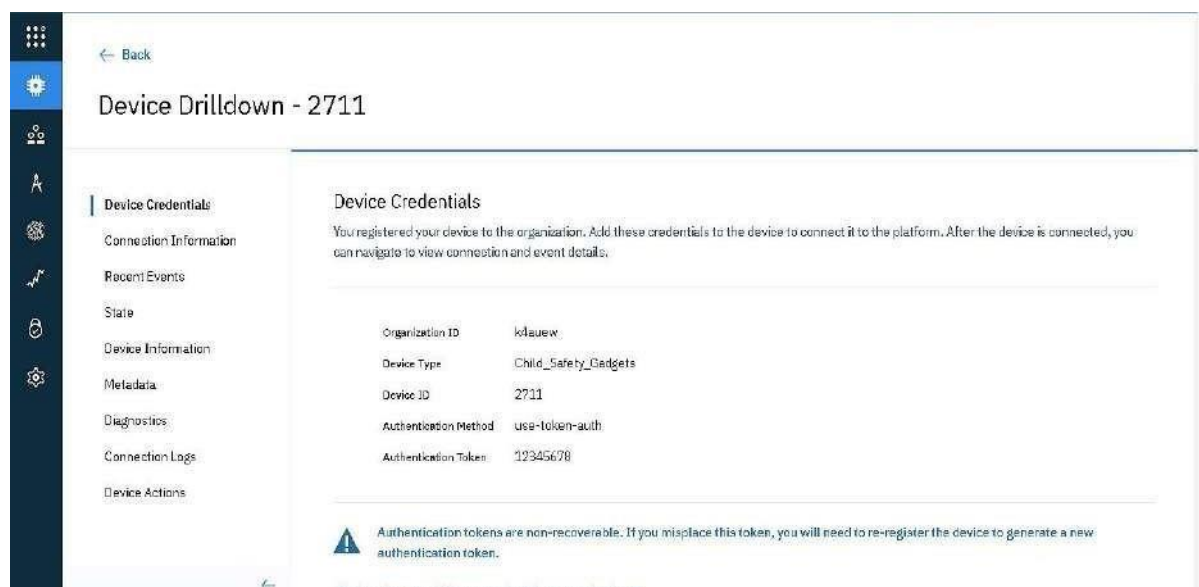 Back
Device Drilldown - 2711
Device Credentials
Connection Information
Recent Events
State
Device Information
Metadata
Diagnostics
Connection Logs
Device Actions
Device Credentials
You registered your device to the organization. Add these credentials to the device to connect it to the platform. After the device is connected, you
can navigate to view connection and event details.
Organization ID k4auew
Device Type Child_Safety_Gadgets
Device ID 2711
Authentication Method use-token-auth
Authentication Token 12345678
Authentication tokens are non-recoverable. If you misplace this token, you will need to re-register the device to generate a new
authentication token.